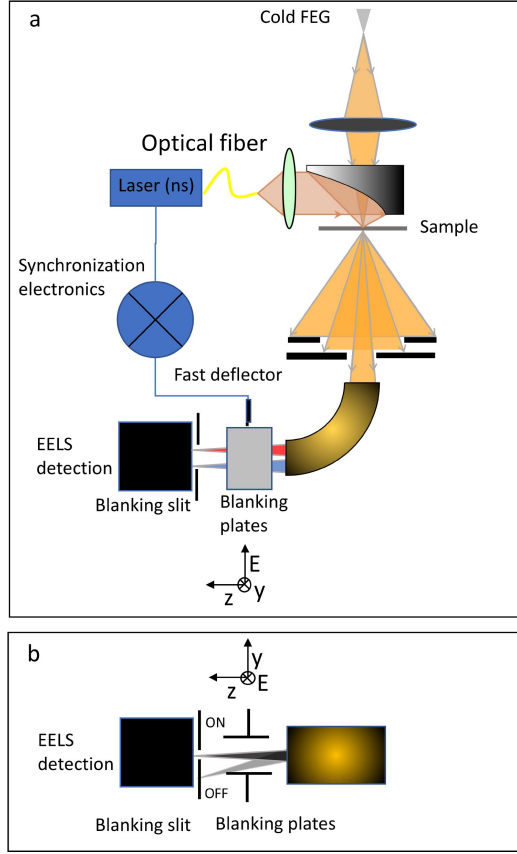 a
Cold FEG
Optical fiber
Laser (ns)
Sample
Synchronization
electronics
Fast deflector
EELS
detection
Blanking slit
Blanking
plates
E
z
y
b
y
z
E
ON
EELS
detection
OFF
Blanking slit
Blanking plates